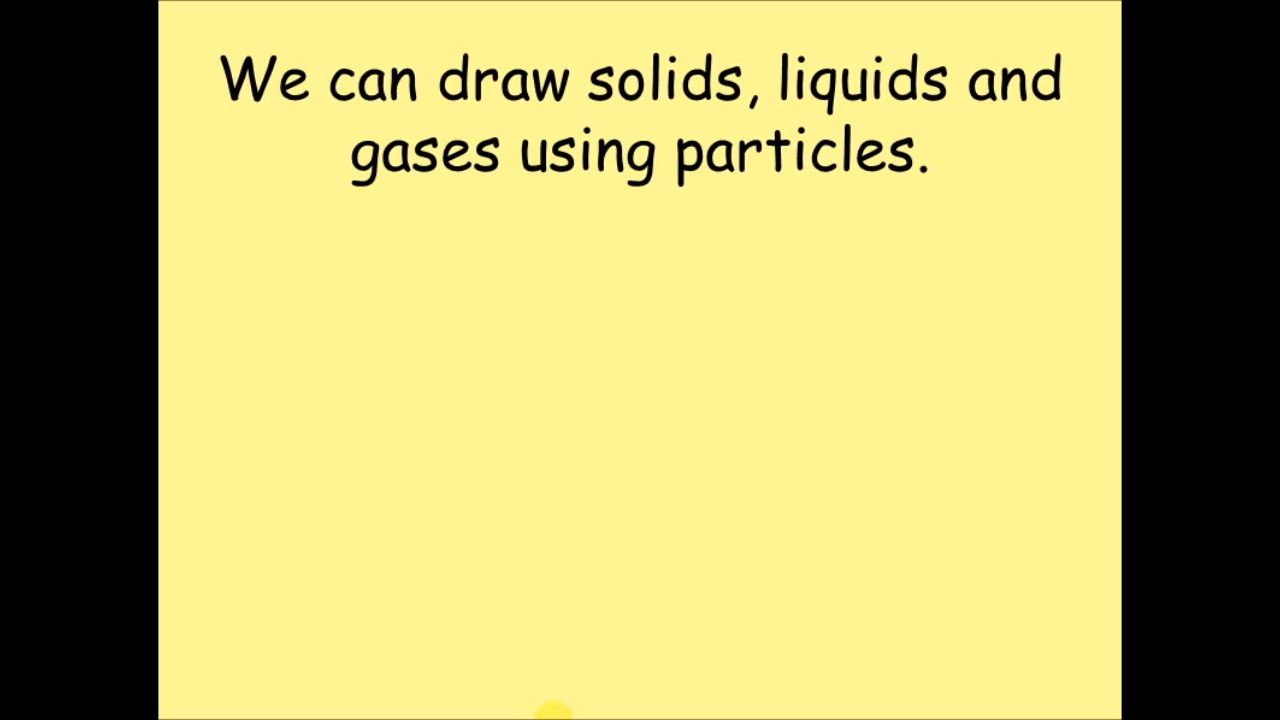 We can draw solids, liquids and
gases using particles.